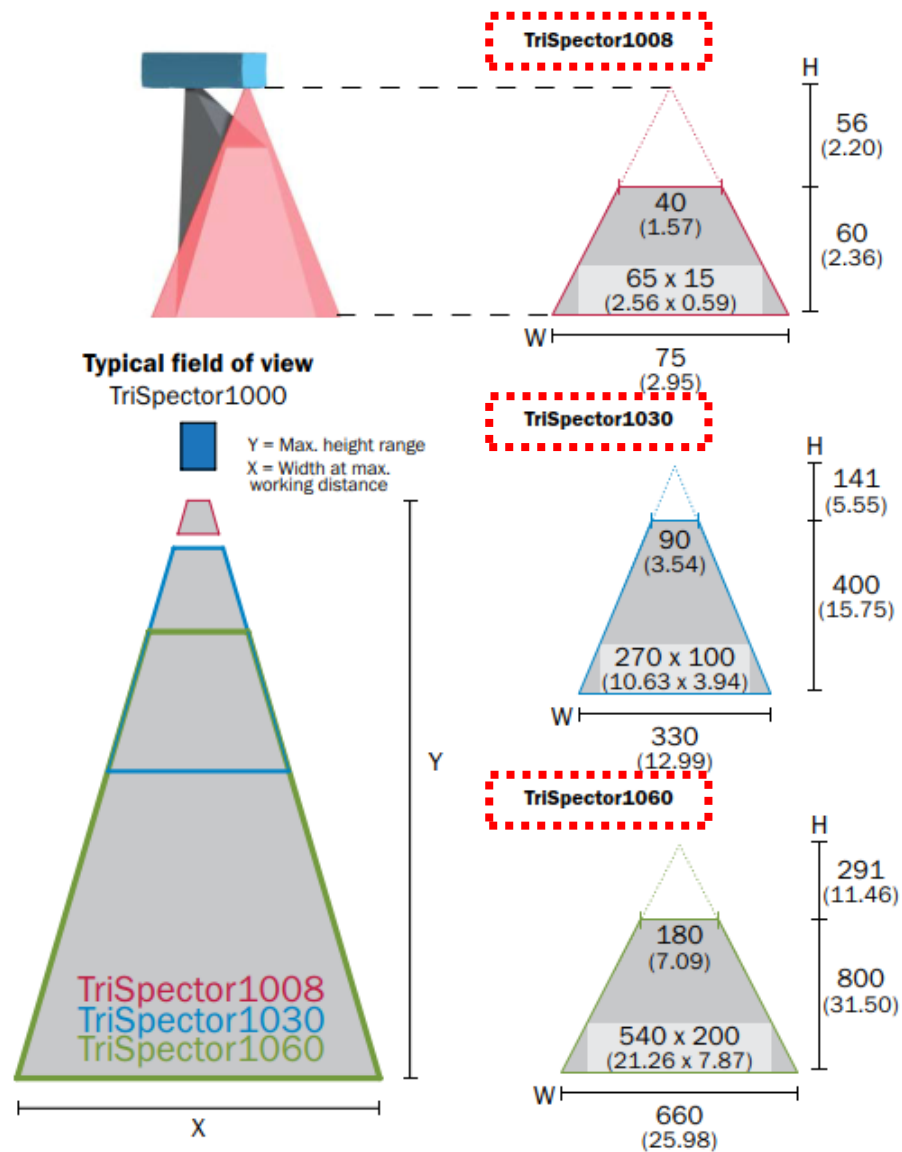 TriSpector1008
H
56
(2.20)
40
(1.57)
60
(2.36)
65 x 15
(2.56 x 0.59)
W
75
(2.95)
Typical field of view
TriSpector1000
Y = Max. height range
X = Width at max.
working distance
Y
TriSpector1008
TriSpector1030
TriSpector1060
X
TriSpector1030
H
141
(5.55)
90
(3.54)
400
(15.75)
270 x 100
(10.63 x 3.94)
W
330
(12.99)
TriSpector1060
H
291
(11.46)
180
(7.09)
800
(31.50)
540 x 200
(21.26 x 7.87)
W
660
(25.98)